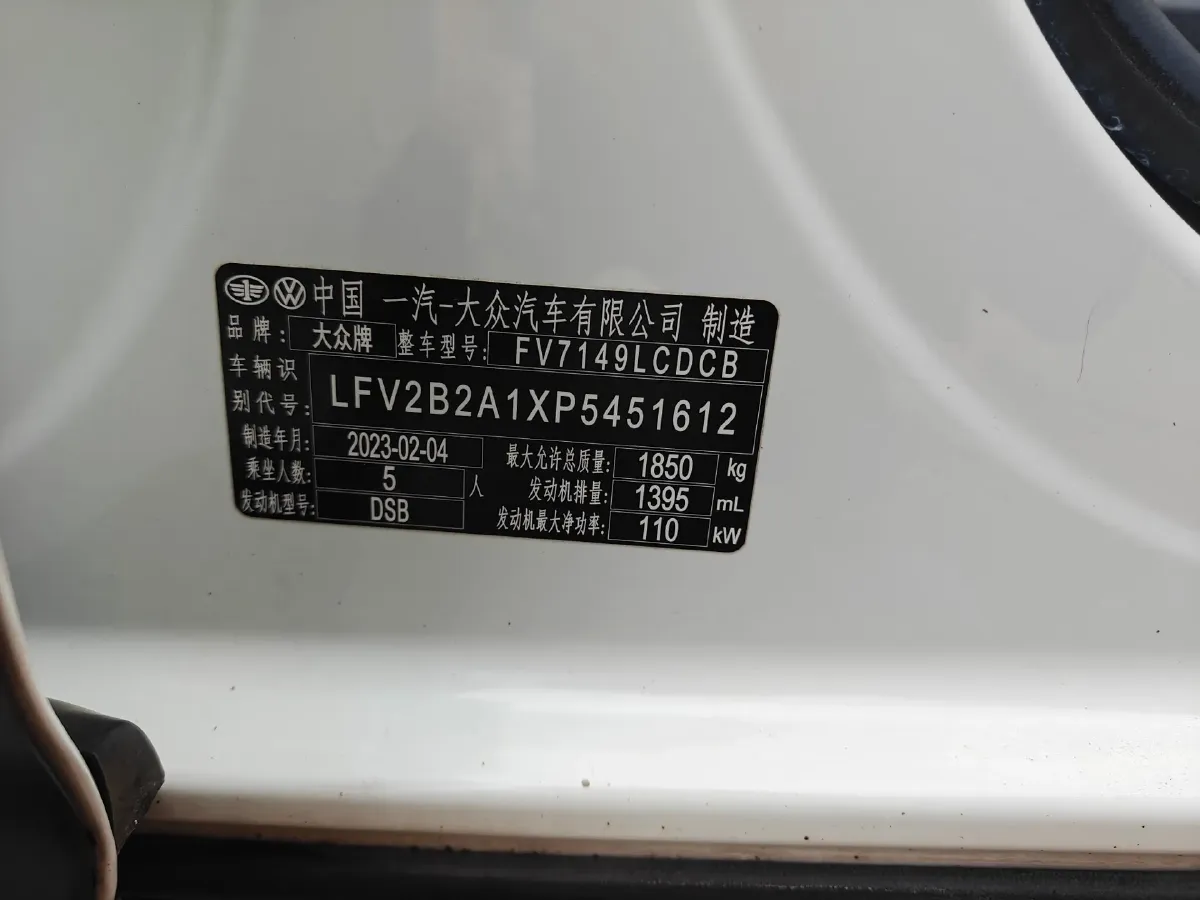 中国 一汽-大众汽车有限公司 制造
品牌: 大众牌 整车型号: FV7149LCDCB
车辆识别代号: LFV2B2A1XP5451612
制造年月: 2023-02-04 最大允许总质量: 1850 kg
乘坐人数: 5 人 发动机排量: 1395 mL
发动机型号: DSB 发动机最大净功率: 110 kW